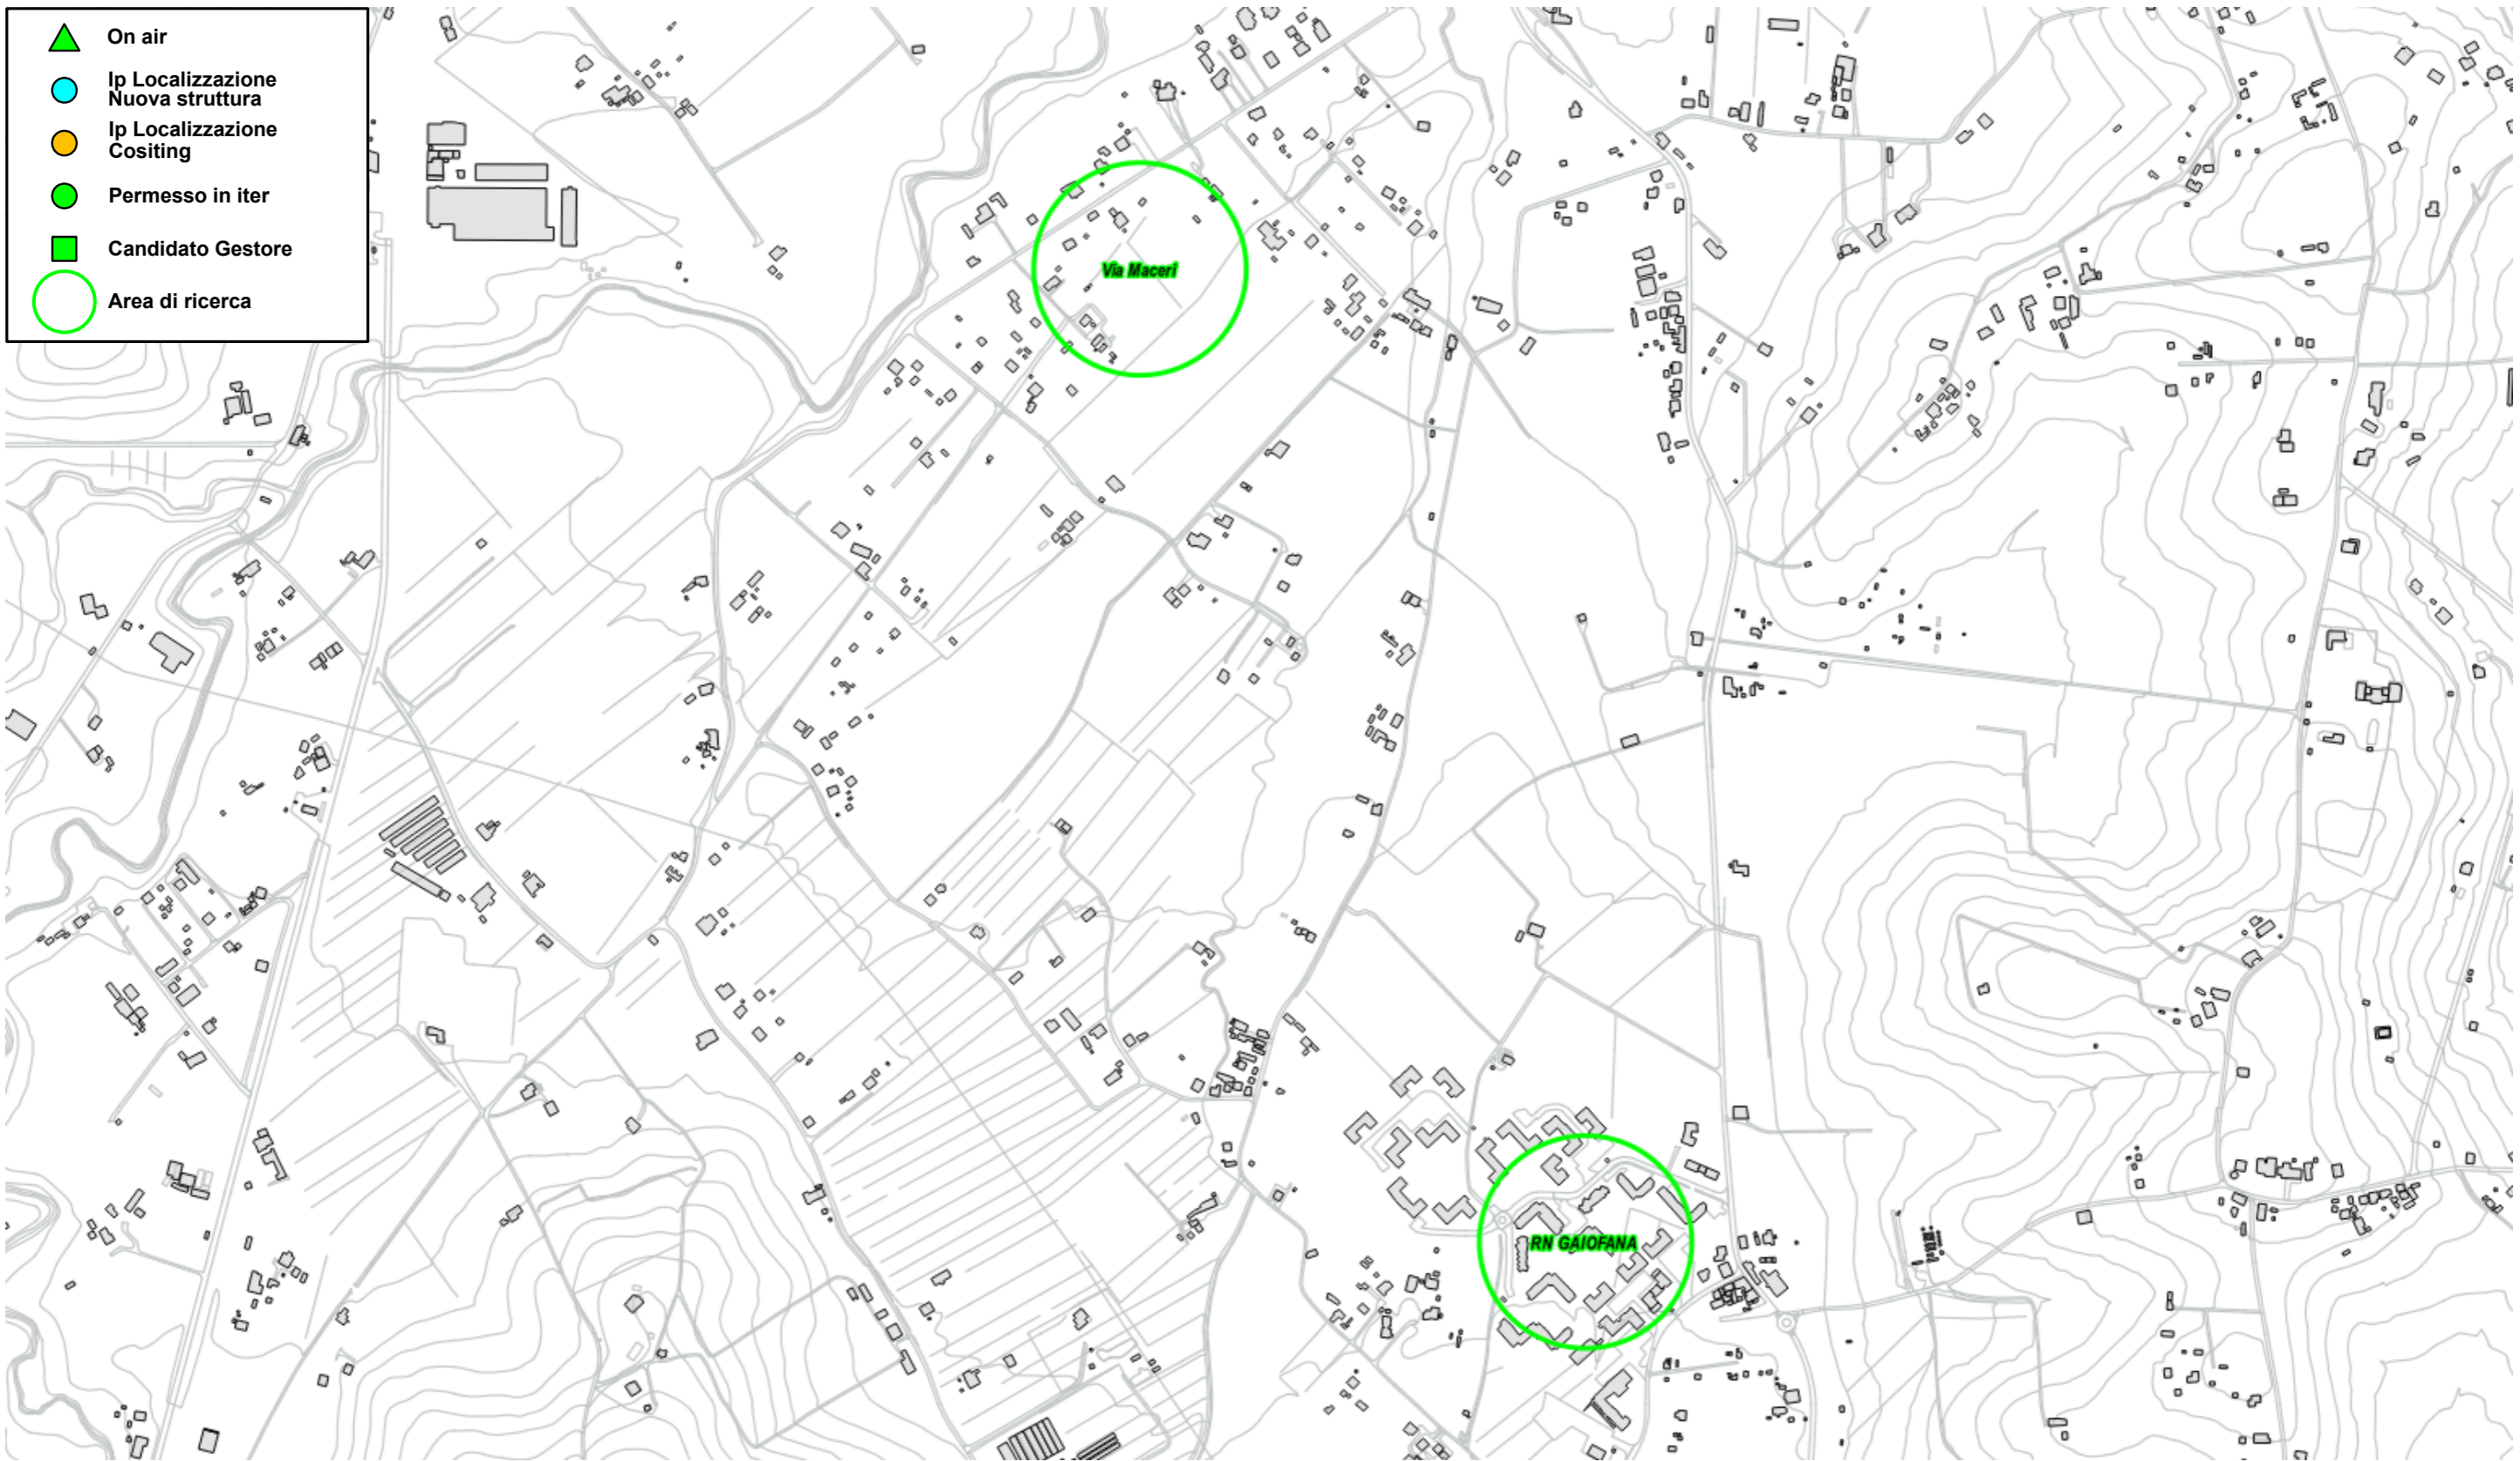 On air
Ip Localizzazione
Nuova struttura
Ip Localizzazione
Cositing
Permesso in iter
Candidato Gestore
Area di ricerca
Via Maceri
RN GAIOFANA